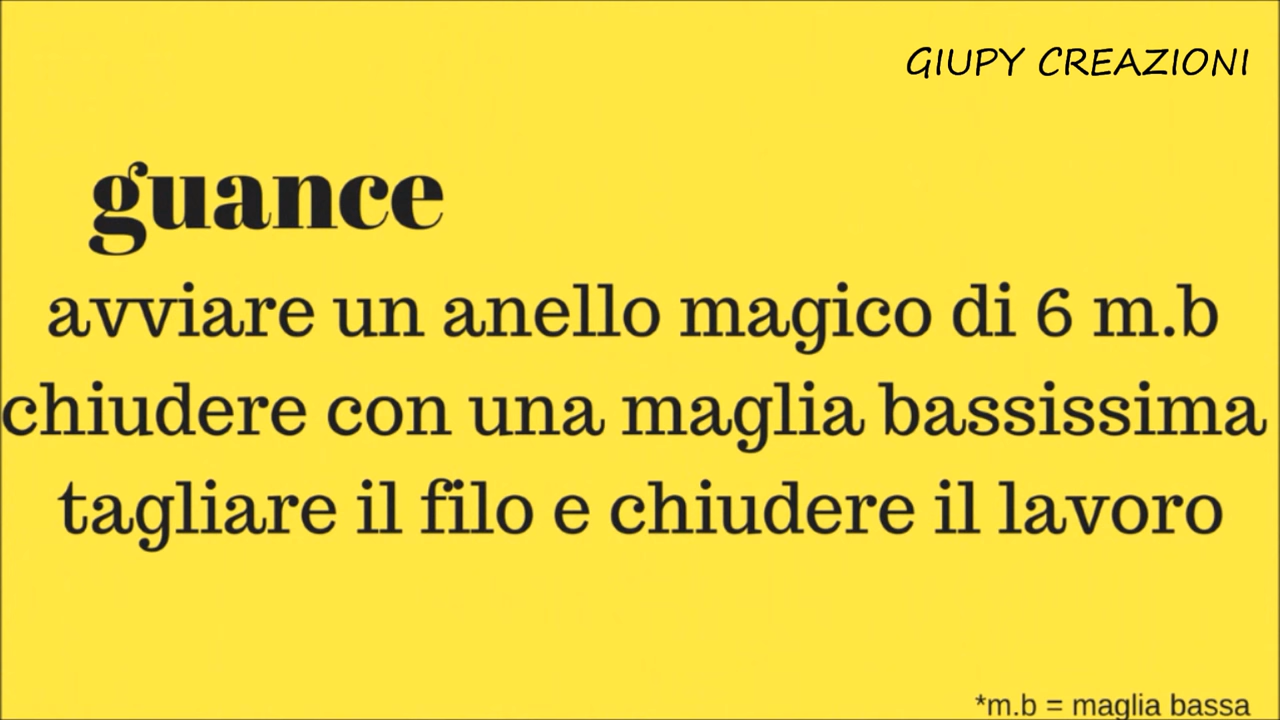 GIUPY CREAZIONI
guance
avviare un anello magico di 6 m.b
chiudere con una maglia bassissima
tagliare il filo e chiudere il lavoro
*m.b = maglia bassa